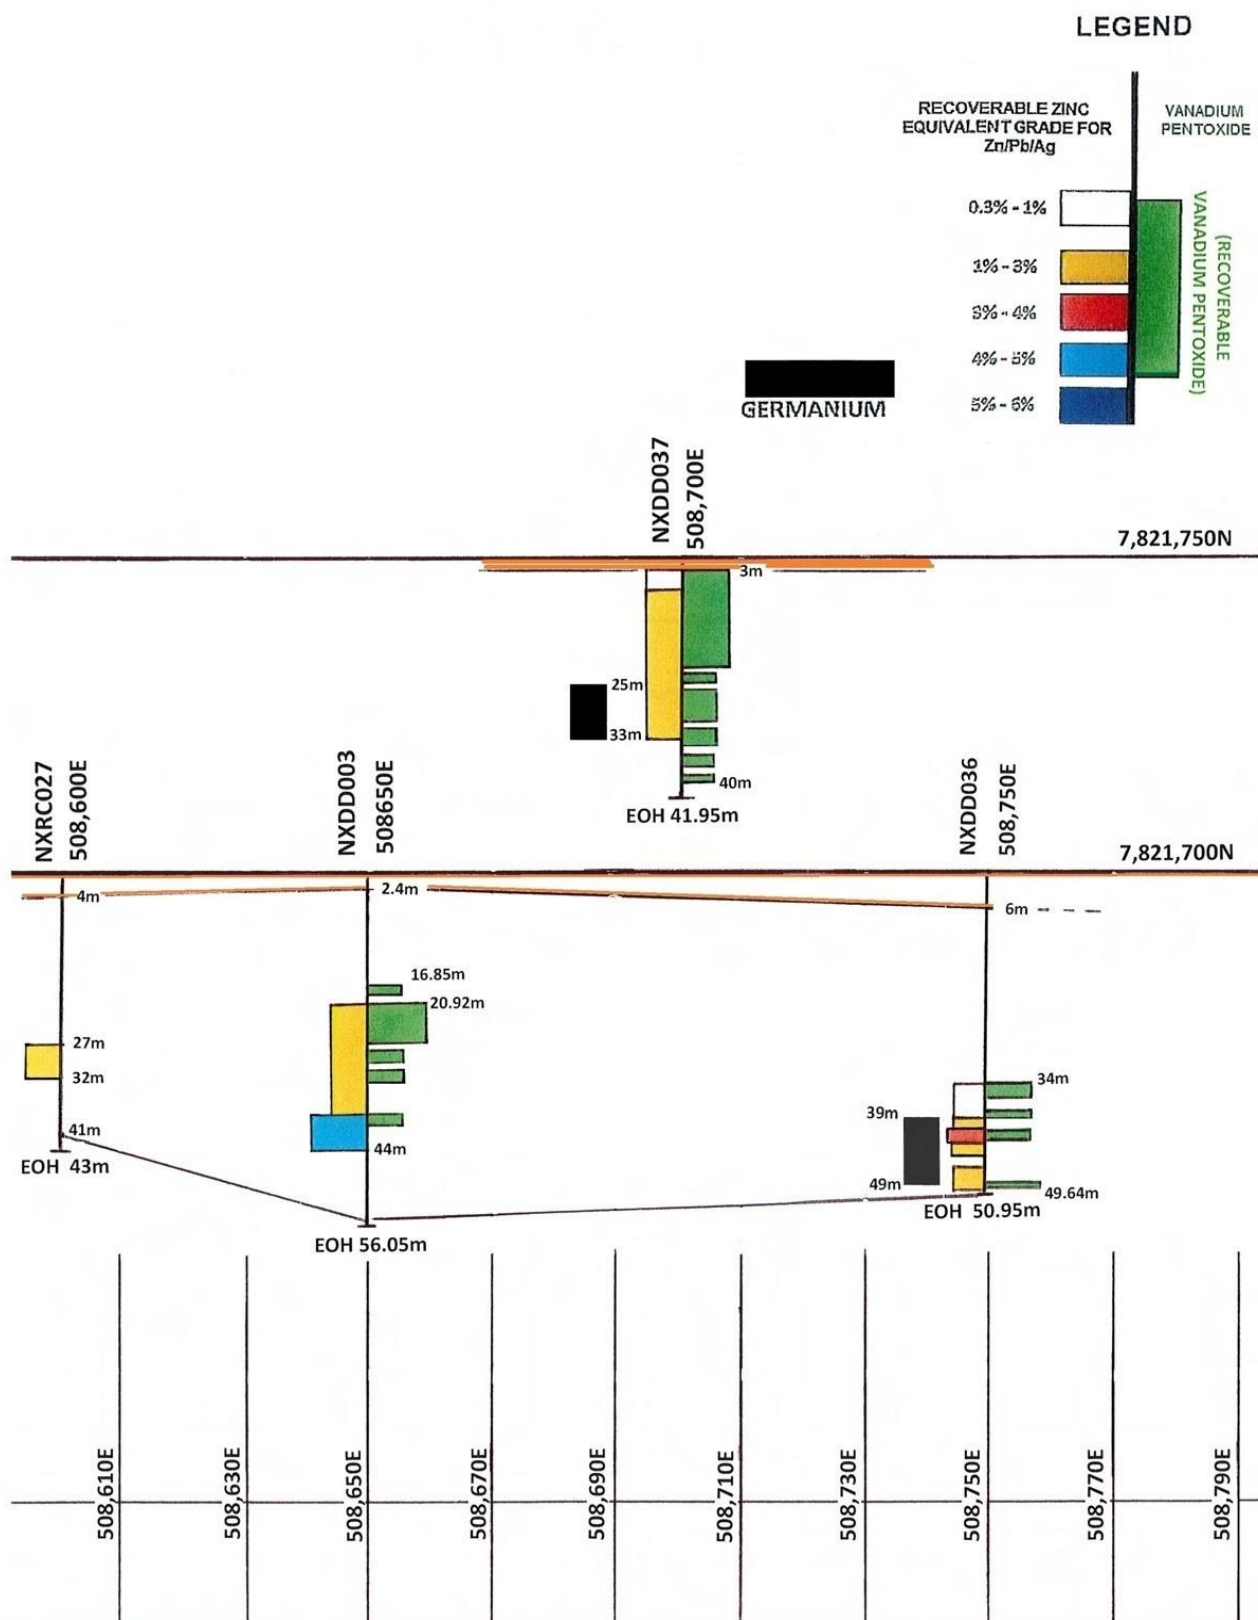 LEGEND
RECOVERABLE ZINC
EQUIVALENT GRADE FOR
Zn/Pb/Ag
VANADIUM
PENTOXIDE
0.3% - 1%
1% - 3%
3% - 4%
4% - 5%
5% - 6%
(RECOVERABLE
VANADIUM PENTOXIDE)
GERMANIUM
NXDD037
508,700E
7,821,750N
3m
25m
33m
40m
EOH 41.95m
NXRC027
508,600E
NXDD003
508650E
NXDD036
508,750E
7,821,700N
4m
2.4m
6m
16.85m
20.92m
27m
32m
34m
39m
41m
44m
EOH 43m
49m
49.64m
EOH 50.95m
EOH 56.05m
508,610E
508,630E
508,650E
508,670E
508,690E
508,710E
508,730E
508,750E
508,770E
508,790E